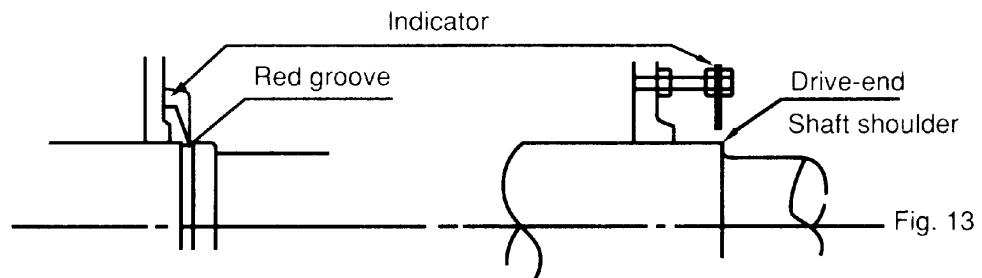 Indicator
Red groove
Drive-end
Shaft shoulder
Fig. 13